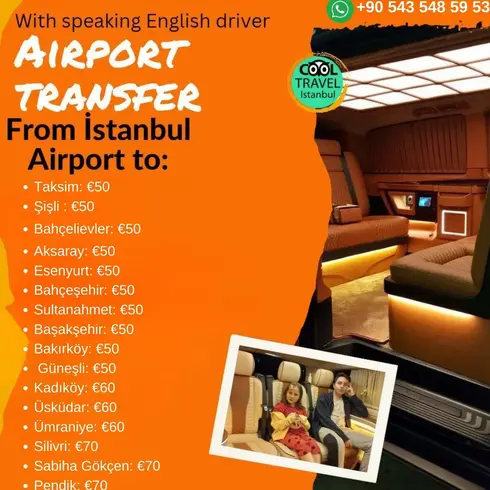 With speaking English driver
+90 543 548 59 53
AIRPORT
TRANSFER
COOL
TRAVEL
Istanbul
From İstanbul
Airport to:
• Taksim: €50
• Şişli : €50
• Bahçelievler: €50
• Aksaray: €50
• Esenyurt: €50
• Bahçeşehir: €50
• Sultanahmet: €50
• Başakşehir: €50
• Bakırköy: €50
• Güneşli: €50
• Kadıköy: €60
• Üsküdar: €60
• Ümraniye: €60
• Silivri: €70
• Sabiha Gökçen: €70
• Pendik: €70